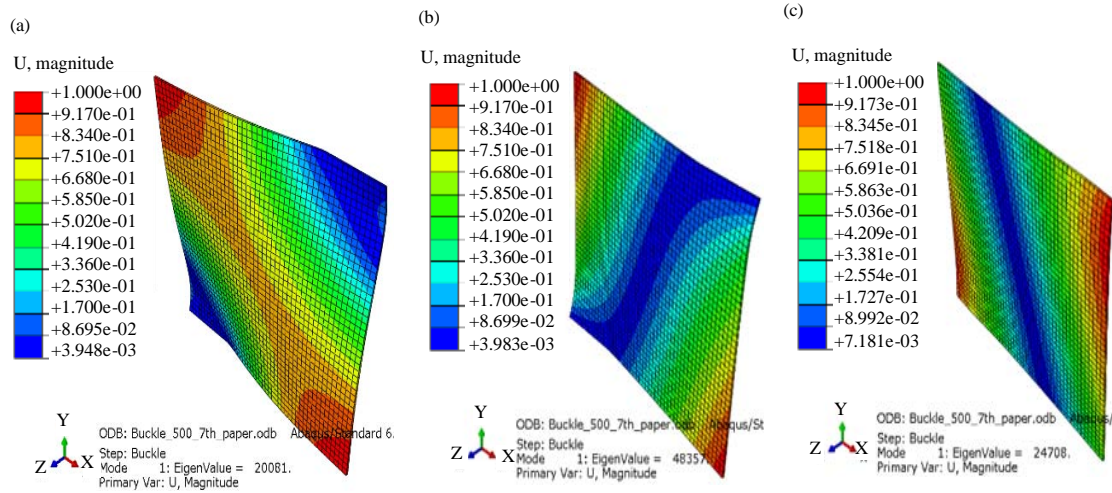 (a)
U, magnitude
+1.000e+00
+9.170e-01
+8.340e-01
+7.510e-01
+6.680e-01
+5.850e-01
+5.020e-01
+4.190e-01
+3.360e-01
+2.530e-01
+1.700e-01
+8.695e-02
+3.948e-03
Y
Z
X
ODB: Buckle_500_7th_paper.odb Abaqus/Standard 6.
Step: Buckle
Mode 1: EigenValue = 20081.
Primary Var: U, Magnitude
(b)
U, magnitude
+1.000e+00
+9.170e-01
+8.340e-01
+7.510e-01
+6.680e-01
+5.850e-01
+5.020e-01
+4.190e-01
+3.360e-01
+2.530e-01
+1.700e-01
+8.699e-02
+3.983e-03
Y
Z
X
ODB: Buckle_500_7th_paper.odb Abaqus/St
Step: Buckle
Mode 1: EigenValue = 48357.
Primary Var: U, Magnitude
(c)
U, magnitude
+1.000e+00
+9.173e-01
+8.345e-01
+7.518e-01
+6.691e-01
+5.863e-01
+5.036e-01
+4.209e-01
+3.381e-01
+2.554e-01
+1.727e-01
+8.992e-02
+7.181e-03
Y
Z
X
ODB: Buckle_500_7th_paper.odb
Step: Buckle
Mode 1: EigenValue = 24708.
Primary Var: U, Magnitude